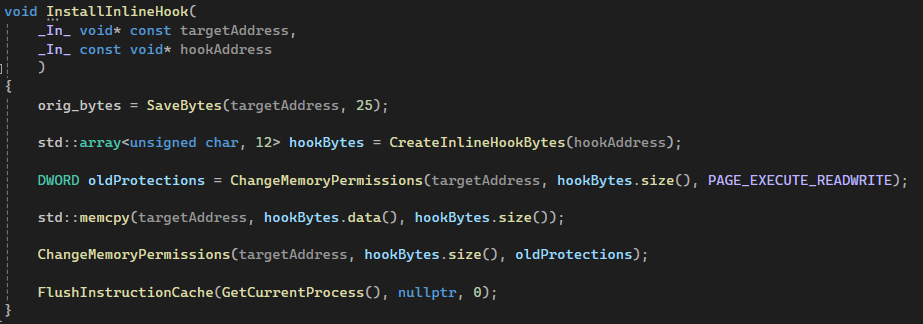 void InstallInlineHook(
    _In_ void* const targetAddress,
    _In_ const void* hookAddress
    )
{
    orig_bytes = SaveBytes(targetAddress, 25);
    std::array<unsigned char, 12> hookBytes = CreateInlineHookBytes(hookAddress);
    DWORD oldProtections = ChangeMemoryPermissions(targetAddress, hookBytes.size(), PAGE_EXECUTE_READWRITE);
    std::memcpy(targetAddress, hookBytes.data(), hookBytes.size());
    ChangeMemoryPermissions(targetAddress, hookBytes.size(), oldProtections);
    FlushInstructionCache(GetCurrentProcess(), nullptr, 0);
}